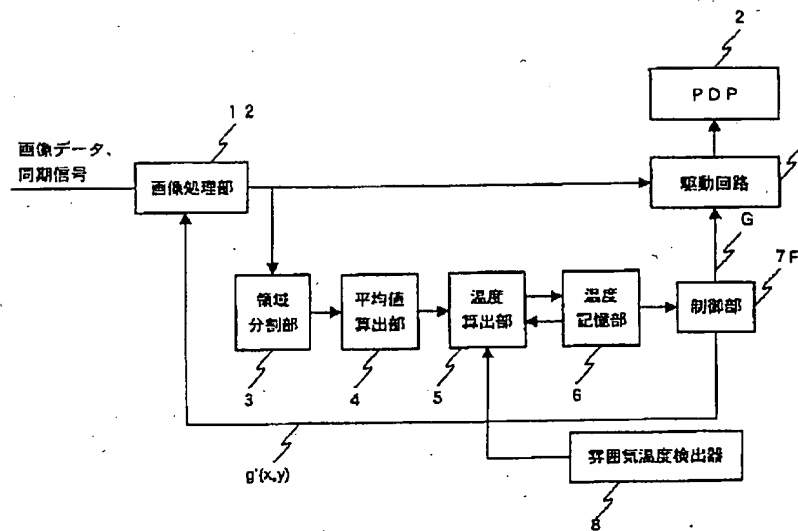 2
PDP
12
画像データ、
同期信号
画像処理部
駆動回路
G
7F
領域
分割部
平均値
算出部
温度
算出部
温度
記憶部
制御部
3
4
5
6
g'(x,y)
雰囲気温度検出器
8